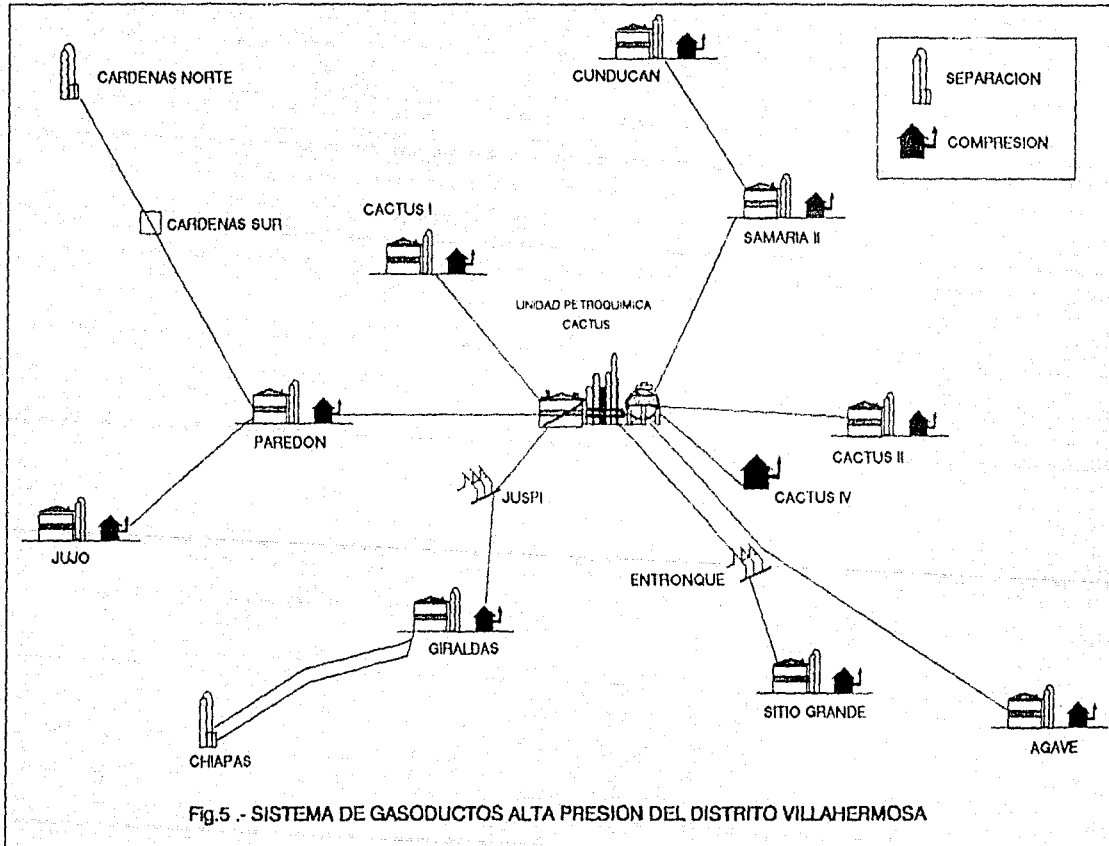 CARDENAS NORTE
CUNDUCAN
SEPARACION
COMPRESION
CARDENAS SUR
CACTUS I
SAMARIA II
UNIDAD PETROQUIMICA
CACTUS
PAREDON
CACTUS II
JUSPI
CACTUS IV
JUJO
ENTRONQUE
GIRALDAS
SITIO GRANDE
CHIAPAS
AGAVE
Fig.5 .- SISTEMA DE GASODUCTOS ALTA PRESION DEL DISTRITO VILLAHERMOSA